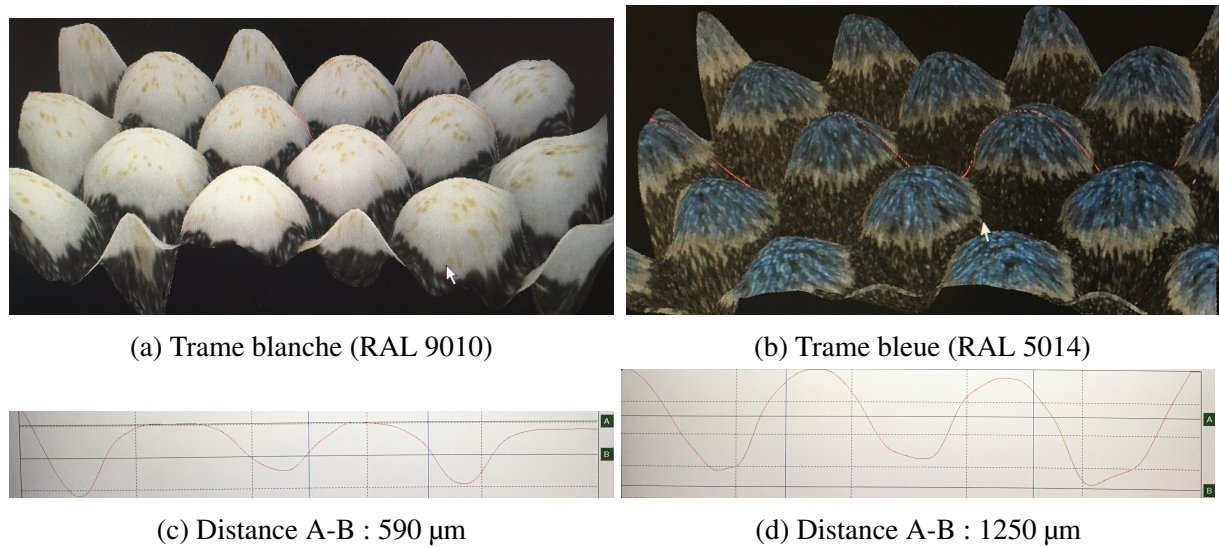 (a) Trame blanche (RAL 9010)
(b) Trame bleue (RAL 5014)
A
B
A
B
(c) Distance A-B : 590 µm
(d) Distance A-B : 1250 µm